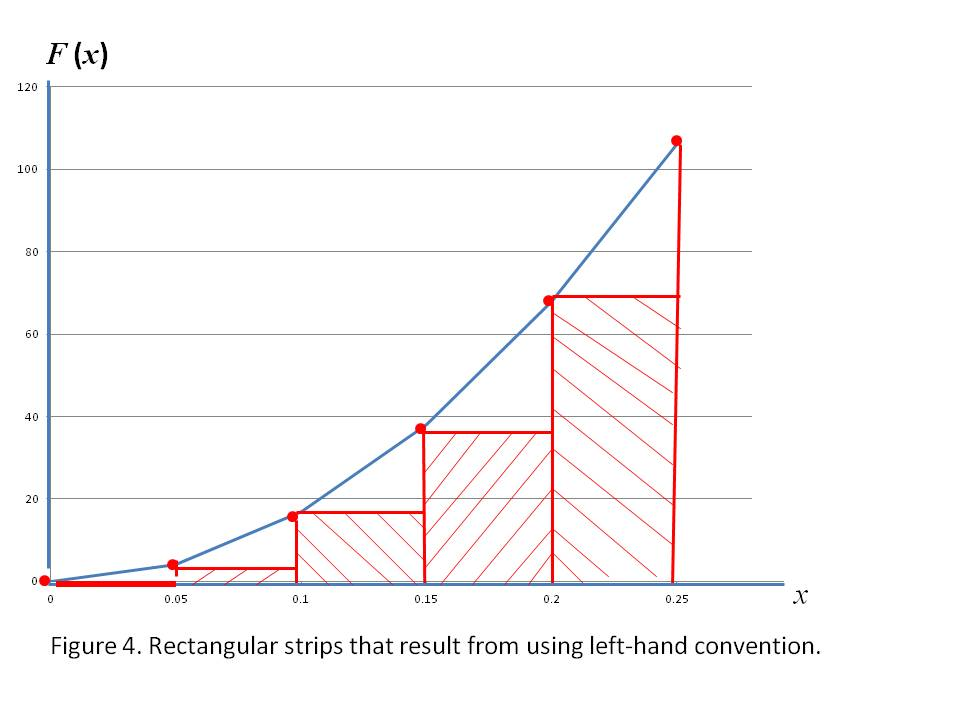 F (x)
120
100
80
60
40
20
0
0 0.05 0.1 0.15 0.2 0.25
x
Figure 4. Rectangular strips that result from using left-hand convention.